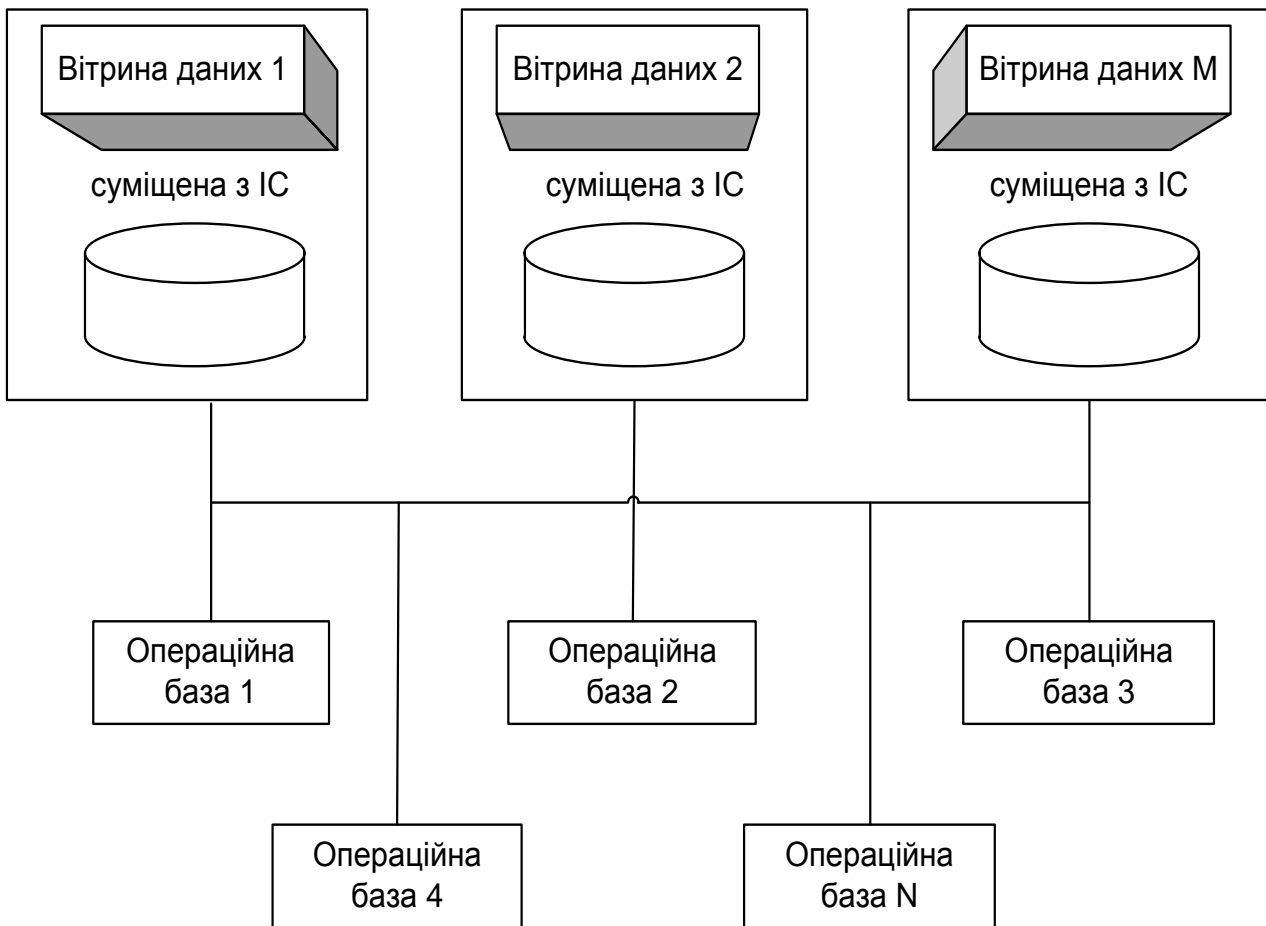 Вітрина даних 1
Вітрина даних 2
Вітрина даних М
суміщена з ІС
суміщена з ІС
суміщена з ІС
Операційна
база 1
Операційна
база 2
Операційна
база 3
Операційна
база 4
Операційна
база N